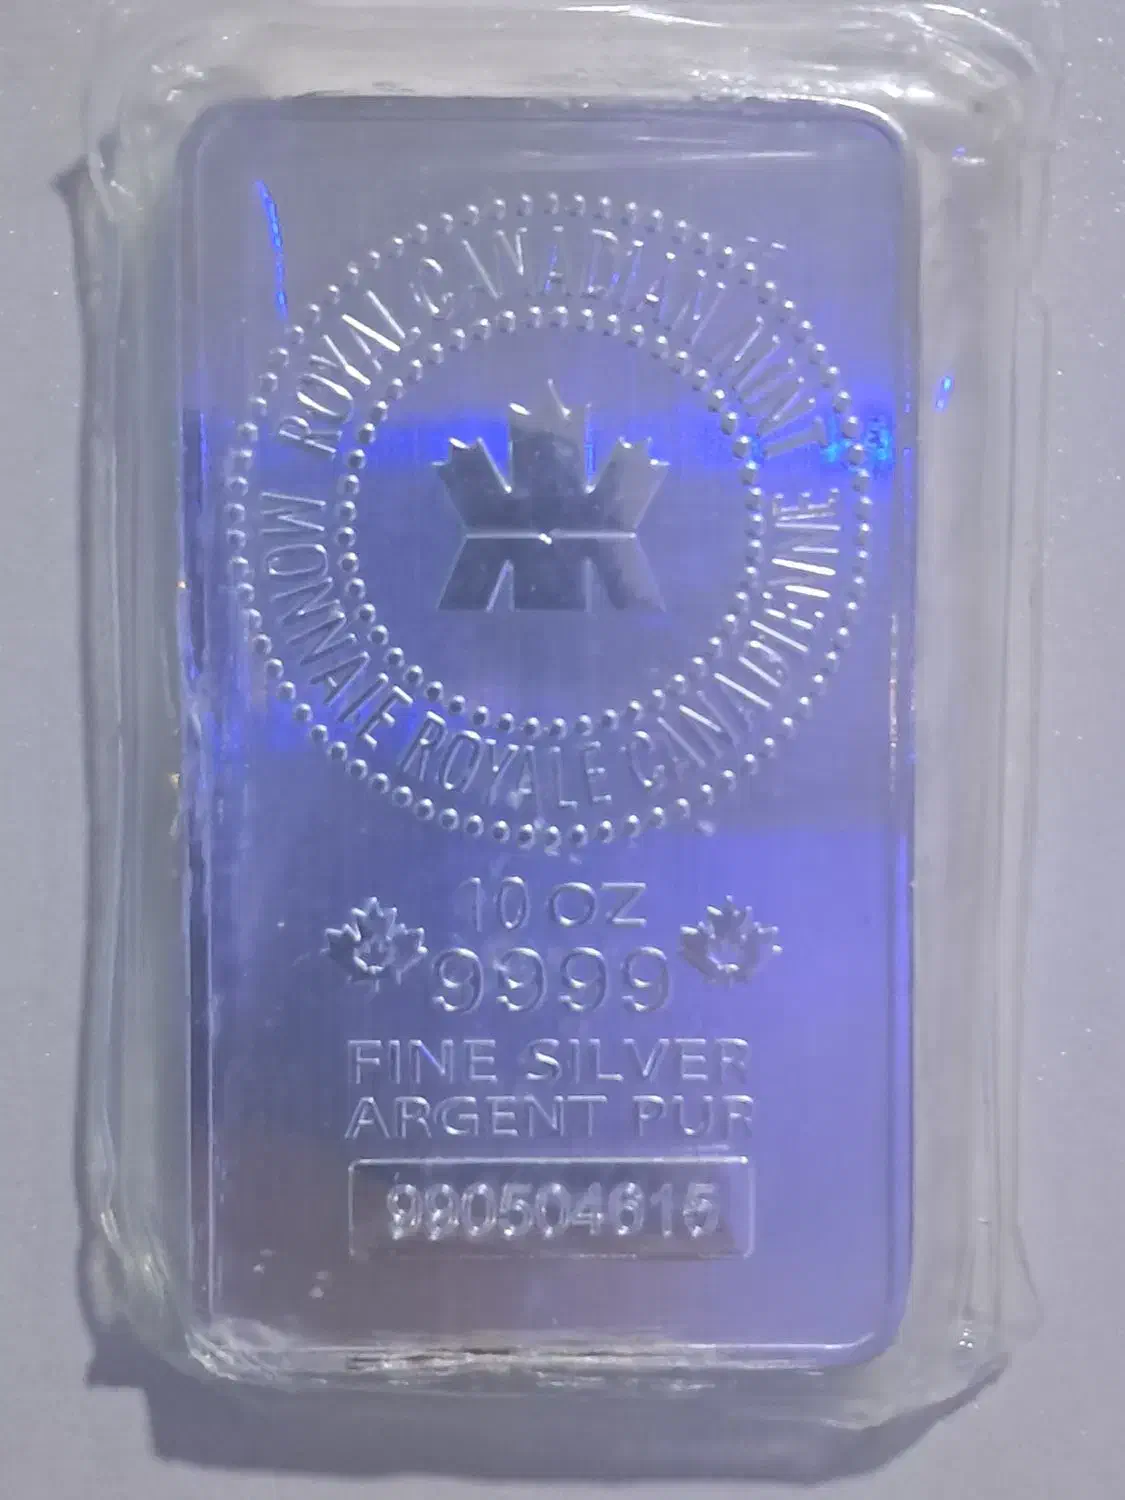 ROYAL CANADIAN MINT
MONNAIE ROYALE CANADIENNE
10 OZ
9999
FINE SILVER
ARGENT PUR
990504615